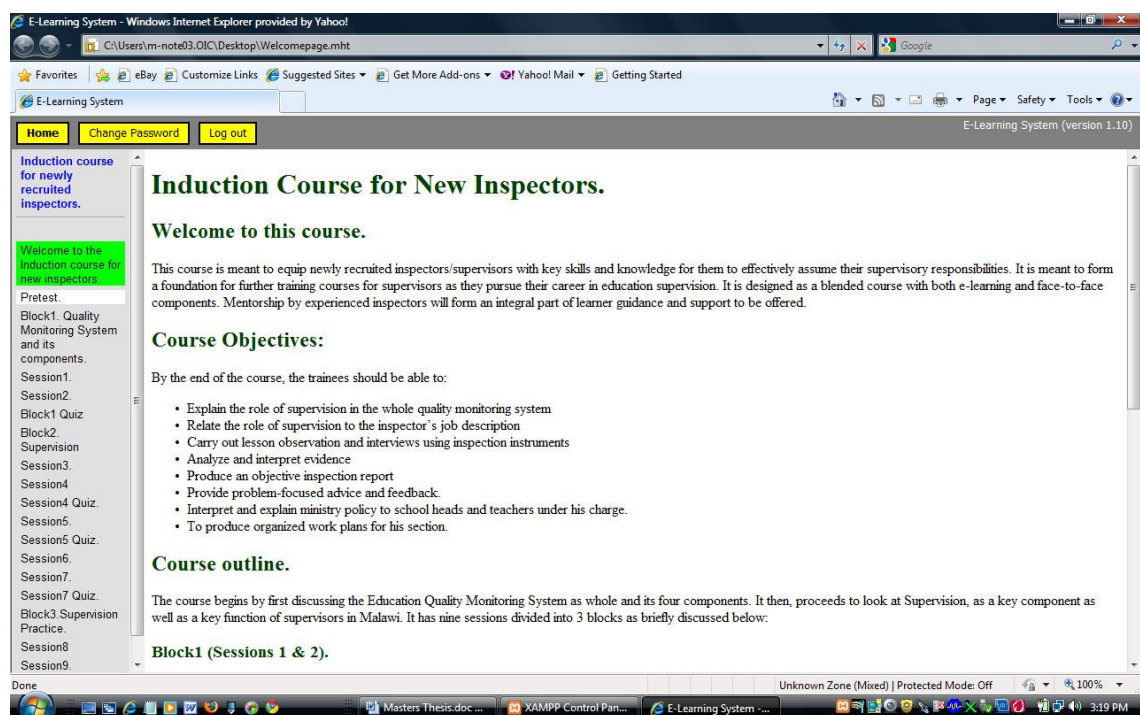 E-Learning System - Windows Internet Explorer provided by Yahoo!
C:\Users\m-note03.OIC\Desktop\Welcomepage.mht
Google
Favorites eBay Customize Links Suggested Sites Get More Add-ons Yahoo! Mail Getting Started
E-Learning System
Page Safety Tools
Home Change Password Log out
E-Learning System (version 1.10)
Induction course
for newly
recruited
inspectors.
Welcome to the
Induction course for
new inspectors.
Pretest.
Block1. Quality
Monitoring System
and its
components.
Session1.
Session2.
Block1 Quiz
Block2.
Supervision
Session3.
Session4
Session4 Quiz.
Session5.
Session5 Quiz.
Session6.
Session7.
Session7 Quiz.
Block3.Supervision
Practice.
Session8
Session9.
Induction Course for New Inspectors.
Welcome to this course.
This course is meant to equip newly recruited inspectors/supervisors with key skills and knowledge for them to effectively assume their supervisory responsibilities. It is meant to form
a foundation for further training courses for supervisors as they pursue their career in education supervision. It is designed as a blended course with both e-learning and face-to-face
components. Mentorship by experienced inspectors will form an integral part of learner guidance and support to be offered.
Course Objectives:
By the end of the course, the trainees should be able to:
• Explain the role of supervision in the whole quality monitoring system
• Relate the role of supervision to the inspector's job description
• Carry out lesson observation and interviews using inspection instruments
• Analyze and interpret evidence
• Produce an objective inspection report
• Provide problem-focused advice and feedback.
• Interpret and explain ministry policy to school heads and teachers under his charge.
• To produce organized work plans for his section.
Course outline.
The course begins by first discussing the Education Quality Monitoring System as whole and its four components. It then, proceeds to look at Supervision, as a key component as
well as a key function of supervisors in Malawi. It has nine sessions divided into 3 blocks as briefly discussed below:
Block1 (Sessions 1 & 2).
Done
Unknown Zone (Mixed) | Protected Mode: Off
100%
Masters Thesis.doc ...
XAMPP Control Pan...
E-Learning System -...
3:19 PM